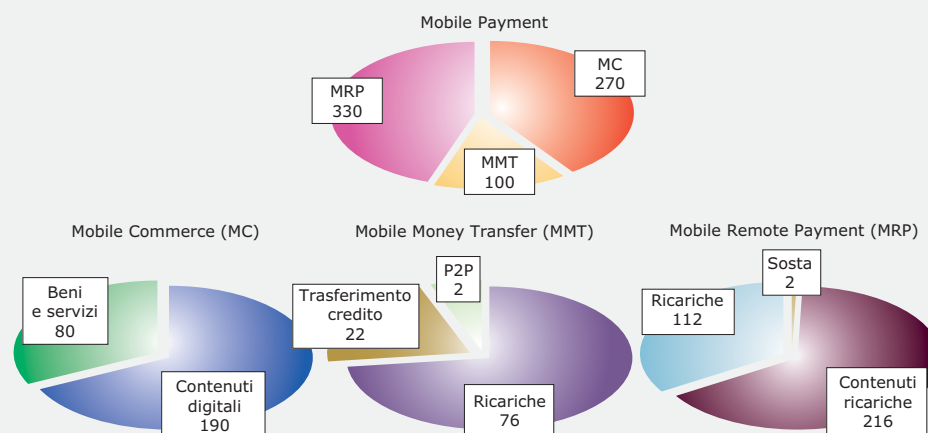 Mobile Payment
MC
270
MRP
330
MMT
100
Mobile Commerce (MC)
Beni
e servizi
80
Contenuti
digitali
190
Mobile Money Transfer (MMT)
P2P
2
Trasferimento
credito
22
Ricariche
76
Mobile Remote Payment (MRP)
Sosta
2
Ricariche
112
Contenuti
ricariche
216